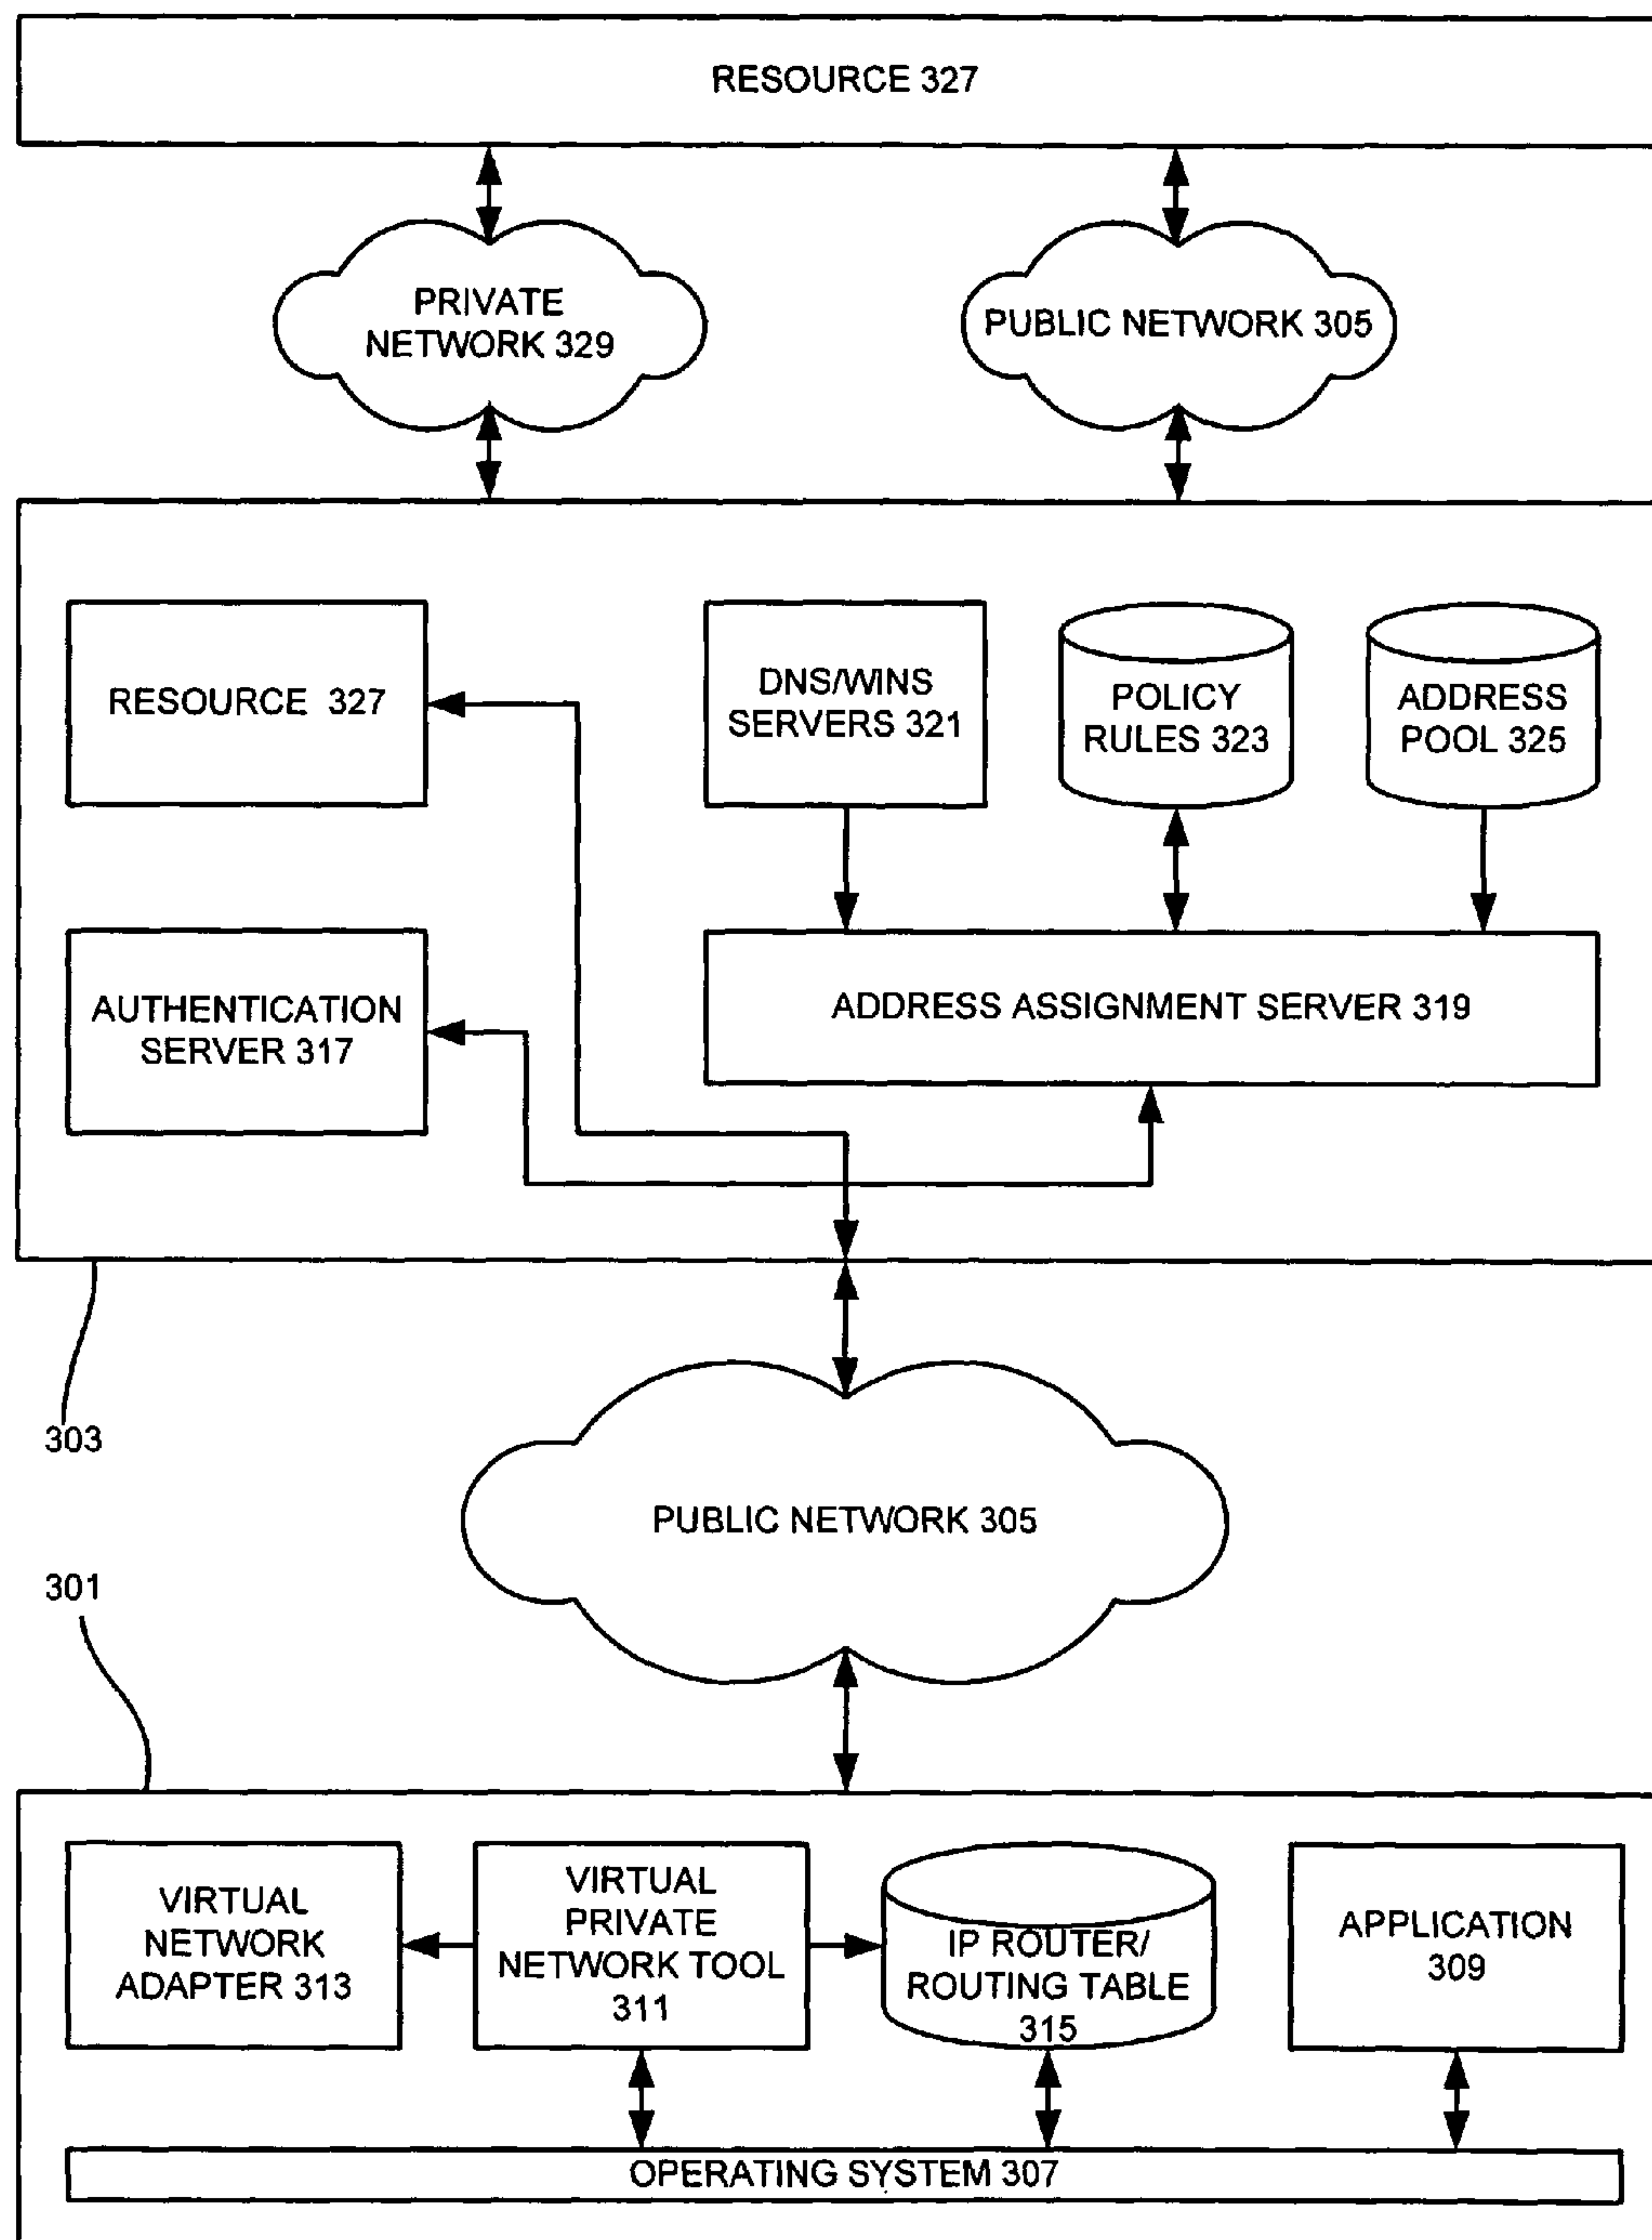 RESOURCE 327
PRIVATE
NETWORK 329
PUBLIC NETWORK 305
RESOURCE 327
DNS/WINS
SERVERS 321
POLICY
RULES 323
ADDRESS
POOL 325
AUTHENTICATION
SERVER 317
ADDRESS ASSIGNMENT SERVER 319
303
PUBLIC NETWORK 305
301
VIRTUAL
NETWORK
ADAPTER 313
VIRTUAL
PRIVATE
NETWORK TOOL
311
IP ROUTER/
ROUTING TABLE
315
APPLICATION
309
OPERATING SYSTEM 307